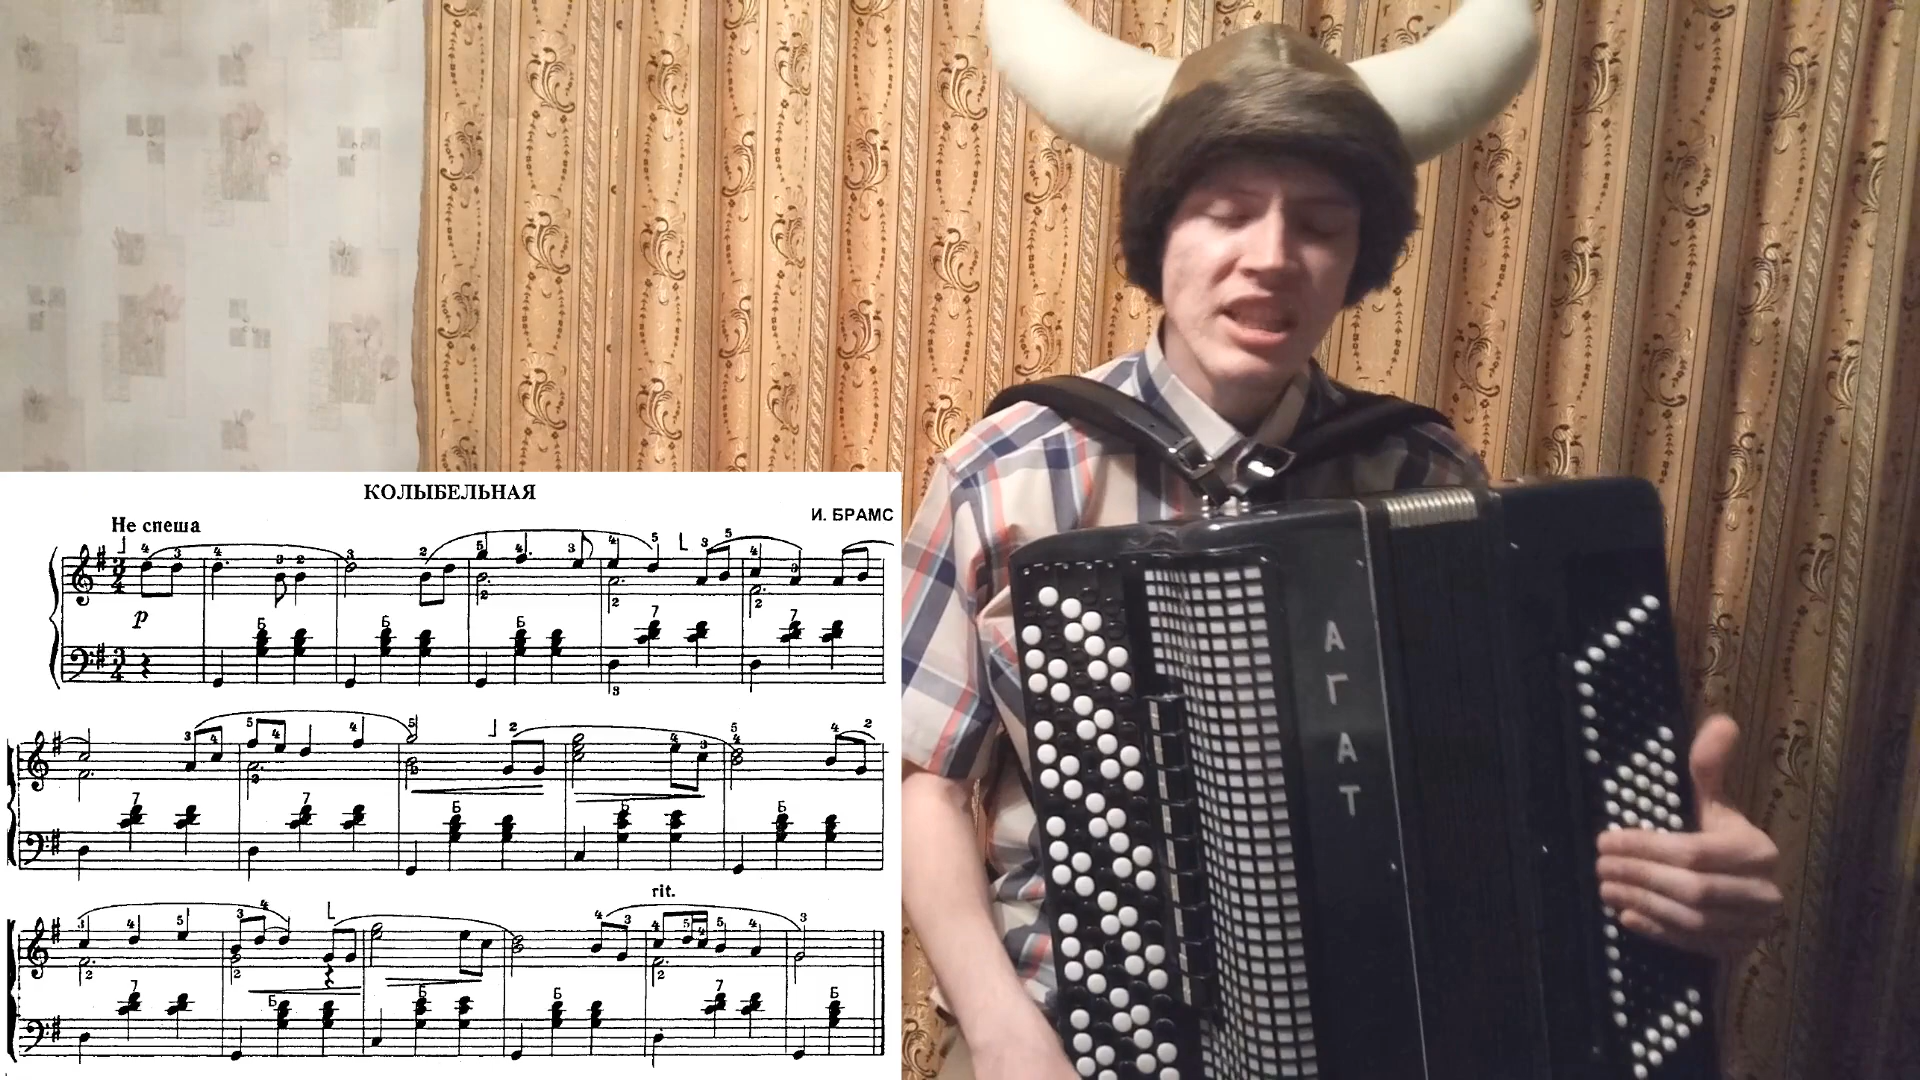 КОЛЫБЕЛЬНАЯ
И. БРАМС
Не спеша
p
rit.
АГАТ